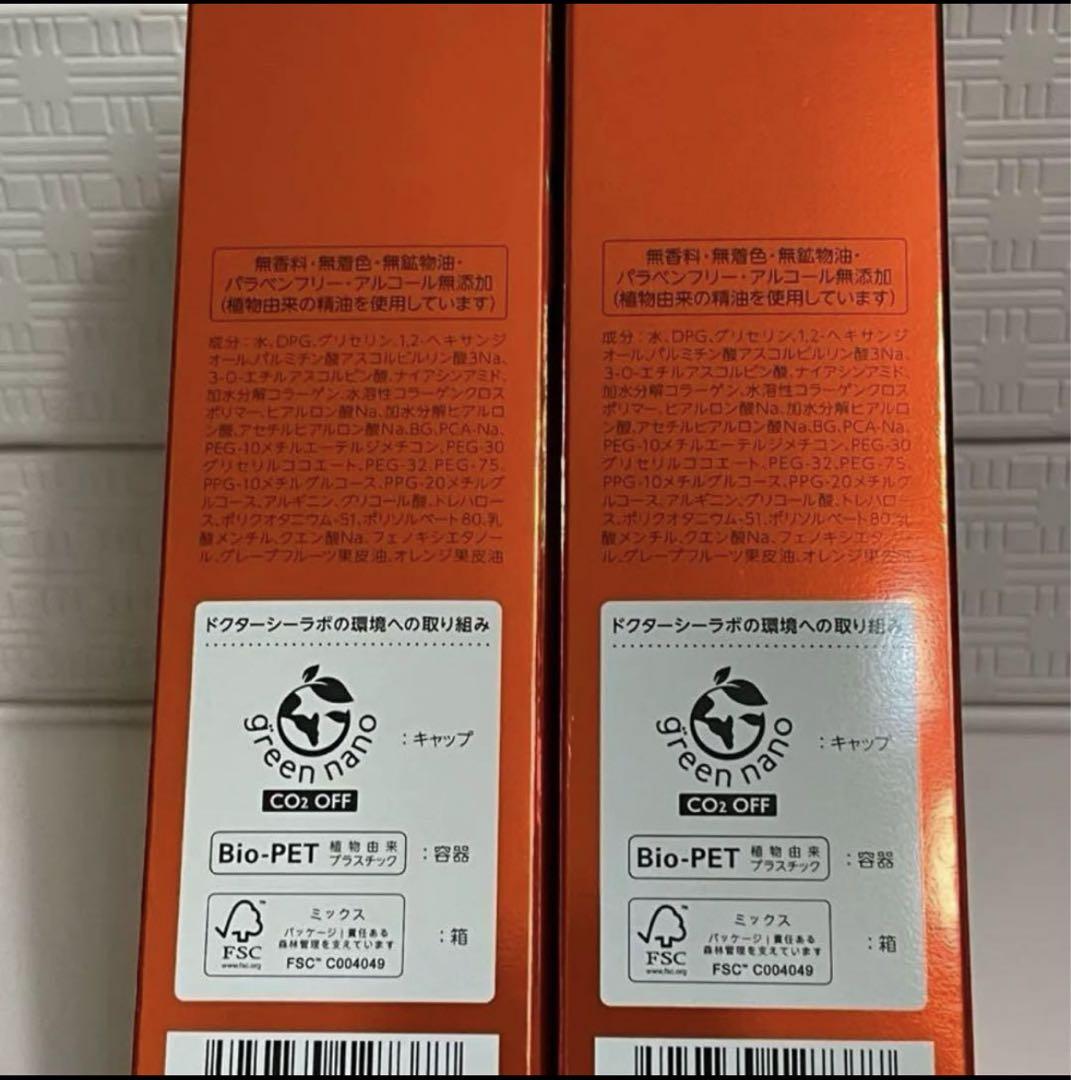 無香料・無着色・無鉱物油・
パラベンフリー・アルコール無添加
(植物由来の精油を使用しています)
成分：水、DPG、グリセリン、1,2-ヘキサンジ
オール、パルミチン酸アスコルビルリン酸3Na、
3-O-エチルアスコルビン酸、ナイアシンアミド、
加水分解コラーゲン、水溶性コラーゲンクロス
ポリマー、ヒアルロン酸Na、加水分解ヒアルロ
ン酸、アセチルヒアルロン酸Na、BG、PCA-Na、
PEG-10メチルエーテルジメチコン、PEG-30
グリセリルココエート、PEG-32、PEG-75、
PPG-10メチルグルコース、PPG-20メチルグ
ルコース、アルギニン、グリコール酸、トレハロー
ス、ポリクオタニウム-51、ポリソルベート80、乳
酸メンチル、クエン酸Na、フェノキシエタノー
ル、グレープフルーツ果皮油、オレンジ果皮油
ドクターシーラボの環境への取り組み
green nano
：キャップ
CO2 OFF
Bio-PET
植物由来
プラスチック
：容器
FSC™
www.fsc.org
ミックス
パッケージ｜責任ある
森林管理を支えています
FSC™ C004049
：箱
無香料・無着色・無鉱物油・
パラベンフリー・アルコール無添加
(植物由来の精油を使用しています)
成分：水、DPG、グリセリン、1,2-ヘキサンジ
オール、パルミチン酸アスコルビルリン酸3Na、
3-O-エチルアスコルビン酸、ナイアシンアミド、
加水分解コラーゲン、水溶性コラーゲンクロス
ポリマー、ヒアルロン酸Na、加水分解ヒアルロ
ン酸、アセチルヒアルロン酸Na、BG、PCA-Na、
PEG-10メチルエーテルジメチコン、PEG-30
グリセリルココエート、PEG-32、PEG-75、
PPG-10メチルグルコース、PPG-20メチルグ
ルコース、アルギニン、グリコール酸、トレハロー
ス、ポリクオタニウム-51、ポリソルベート80、乳
酸メンチル、クエン酸Na、フェノキシエタノー
ル、グレープフルーツ果皮油、オレンジ果皮油
ドクターシーラボの環境への取り組み
green nano
：キャップ
CO2 OFF
Bio-PET
植物由来
プラスチック
：容器
FSC™
www.fsc.org
ミックス
パッケージ｜責任ある
森林管理を支えています
FSC™ C004049
：箱